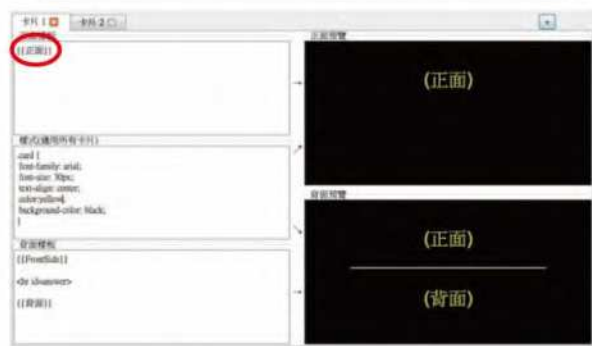 卡片 1
卡片 2
{{正面}}
樣式(適用所有卡片)
.card {
font-family: arial;
font-size: 30px;
text-align: center;
color:yellow;
background-color: black;
}
背面樣板
{{FrontSide}}
<hr id=answer>
{{背面}}
正面預覽
(正面)
背面預覽
(正面)
(背面)